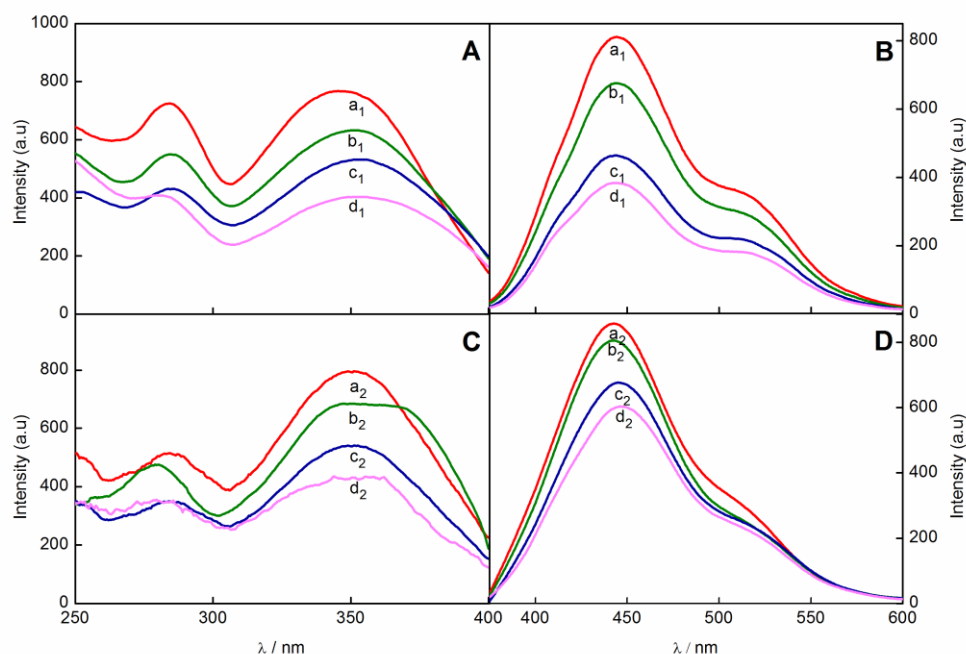 1000
800
600
400
200
0
Intensity (a.u)
A
a1
b1
c1
d1
B
a1
b1
c1
d1
800
600
400
200
0
Intensity (a.u)
800
600
400
200
0
Intensity (a.u)
C
a2
b2
c2
d2
D
a2
b2
c2
d2
800
600
400
200
0
Intensity (a.u)
250 300 350 400 400 450 500 550 600
λ / nm λ / nm